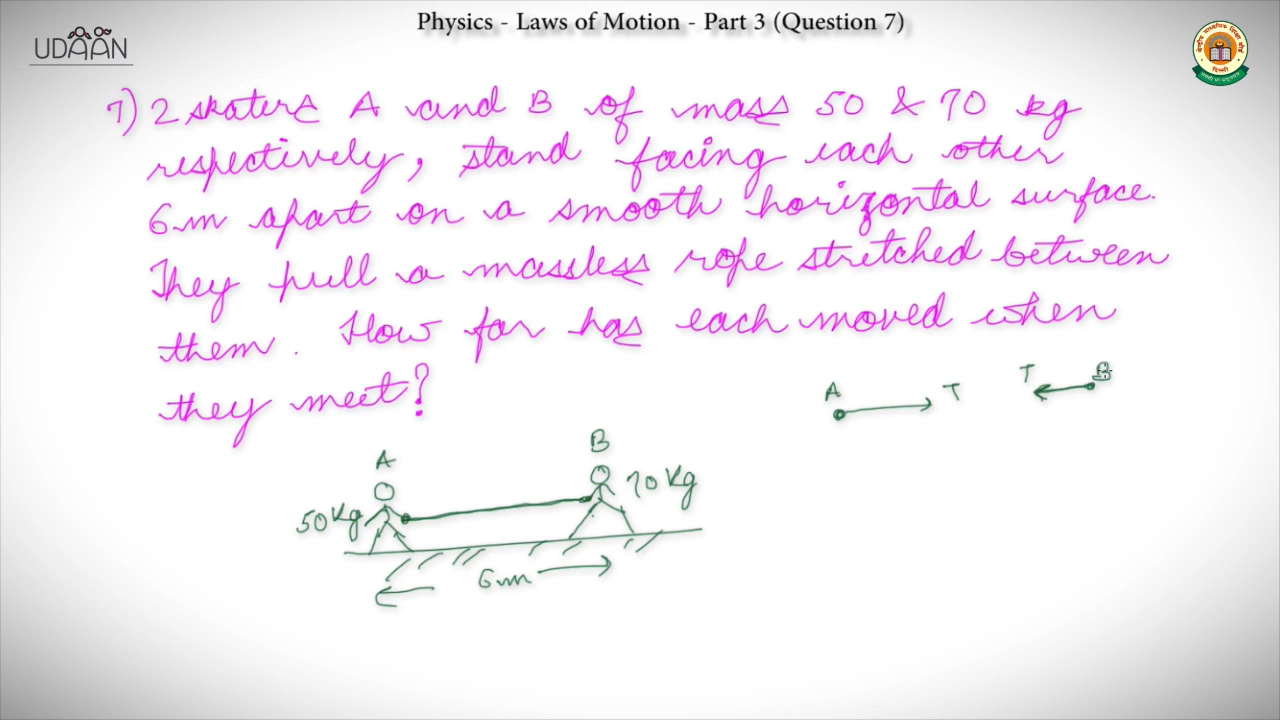 Physics - Laws of Motion - Part 3 (Question 7)
UDAAN
7) 2 skaters A and B of mass 50 & 70 kg
respectively, stand facing each other
6m apart on a smooth horizontal surface.
They pull a massless rope stretched between
them. How far has each moved when
they meet?
A T T B
A B
50 Kg 70 Kg
6m